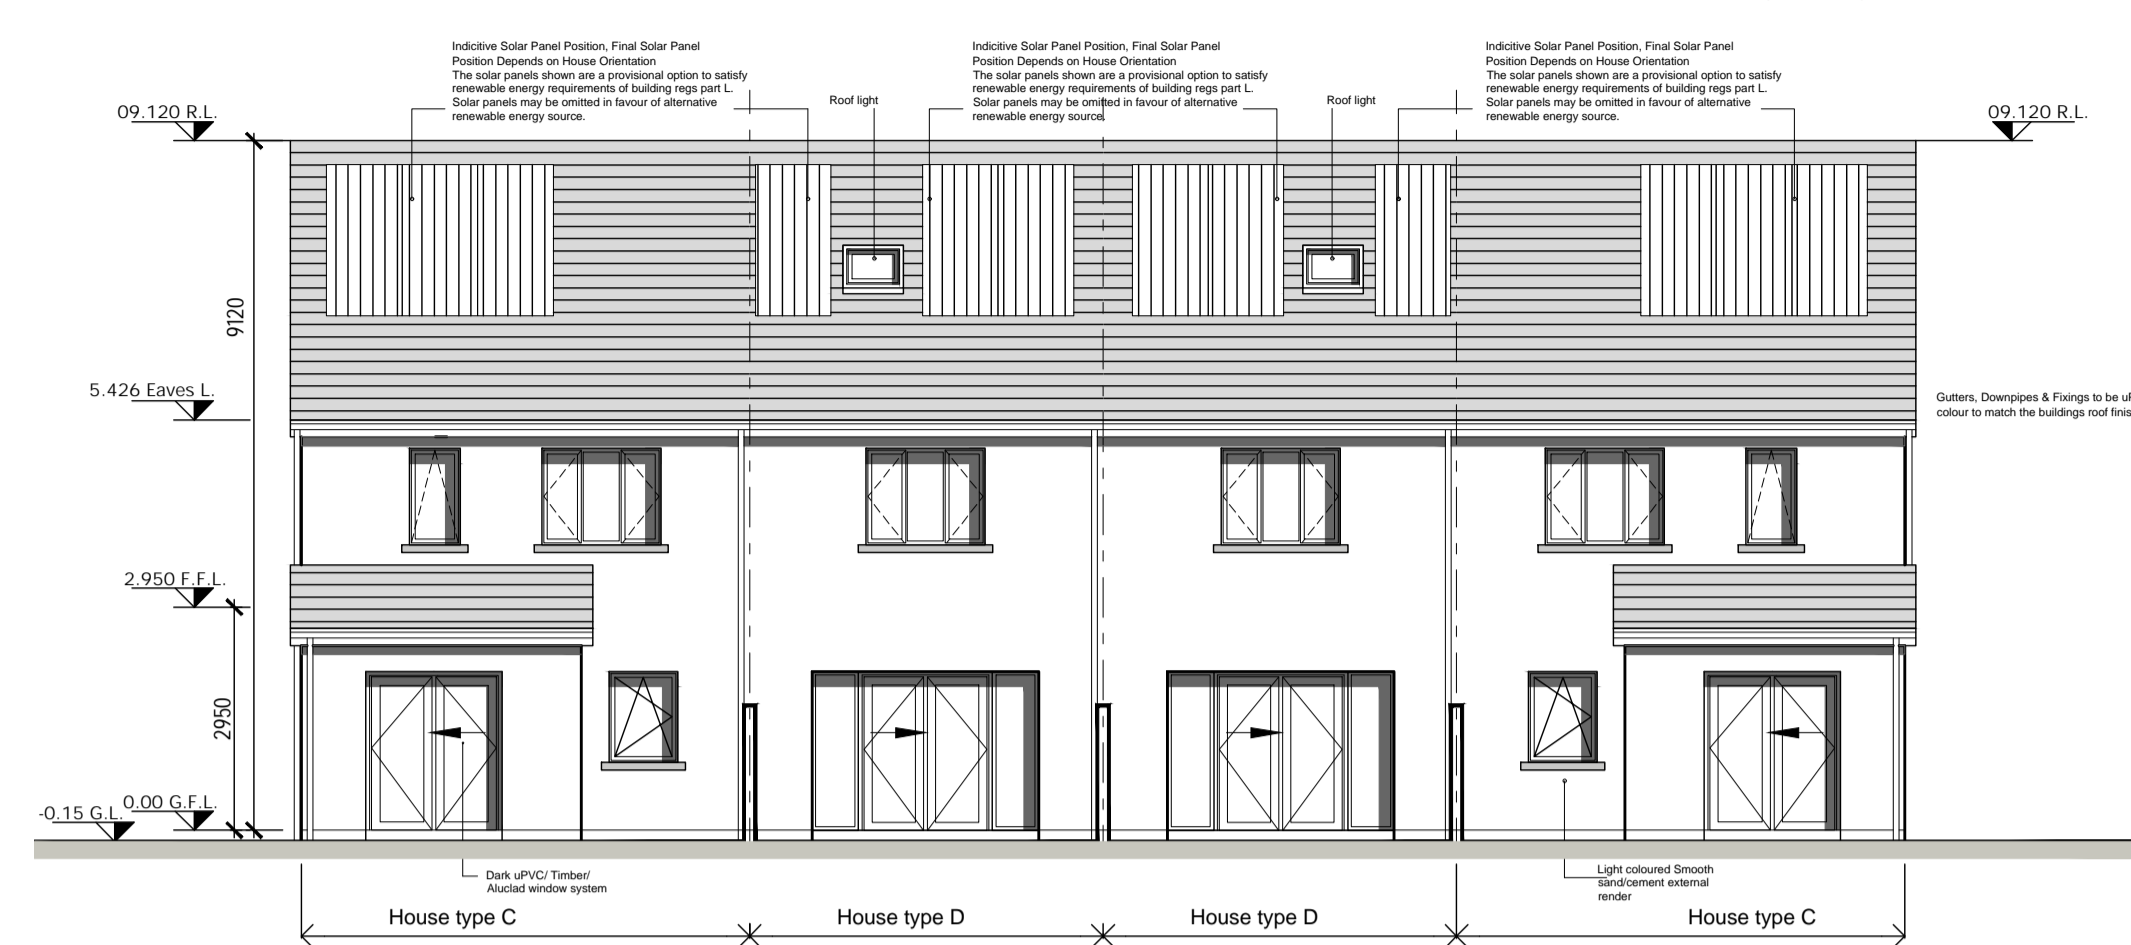 Indicitive Solar Panel Position, Final Solar Panel
Position Depends on House Orientation
The solar panels shown are a provisional option to satisfy
renewable energy requirements of building regs part L.
Solar panels may be omitted in favour of alternative
renewable energy source.
Roof light
Indicitive Solar Panel Position, Final Solar Panel
Position Depends on House Orientation
The solar panels shown are a provisional option to satisfy
renewable energy requirements of building regs part L.
Solar panels may be omitted in favour of alternative
renewable energy source.
Roof light
Indicitive Solar Panel Position, Final Solar Panel
Position Depends on House Orientation
The solar panels shown are a provisional option to satisfy
renewable energy requirements of building regs part L.
Solar panels may be omitted in favour of alternative
renewable energy source.
09.120 R.L.
09.120 R.L.
9120
5.426 Eaves L.
Gutters, Downpipes & Fixings to be
colour to match the buildings roof
2.950 F.F.L.
2950
0.00 G.F.L.
-0.15 G.L.
Dark uPVC/ Timber/
Aluclad window system
Light coloured Smooth
sand/cement external
render
House type C
House type D
House type D
House type C